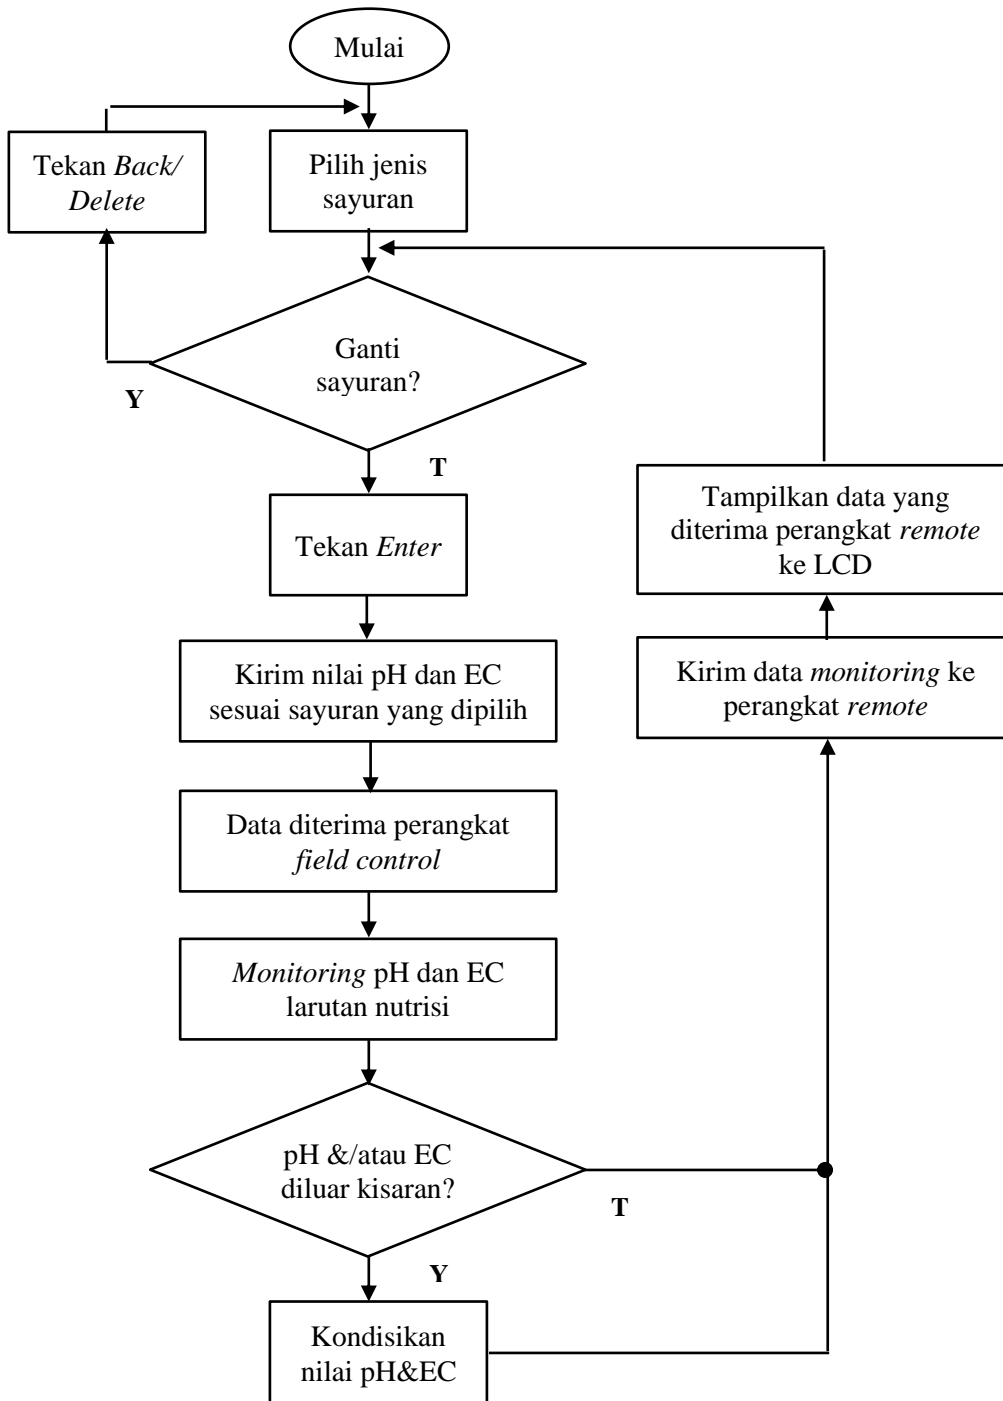 Mulai
Tekan Back/
Delete
Pilih jenis
sayuran
Ganti
sayuran?
Y
T
Tekan Enter
Kirim nilai pH dan EC
sesuai sayuran yang dipilih
Data diterima perangkat
field control
Monitoring pH dan EC
larutan nutrisi
pH &/atau EC
diluar kisaran?
T
Y
Kondisikan
nilai pH&EC
Kirim data monitoring ke
perangkat remote
Tampilkan data yang
diterima perangkat remote
ke LCD